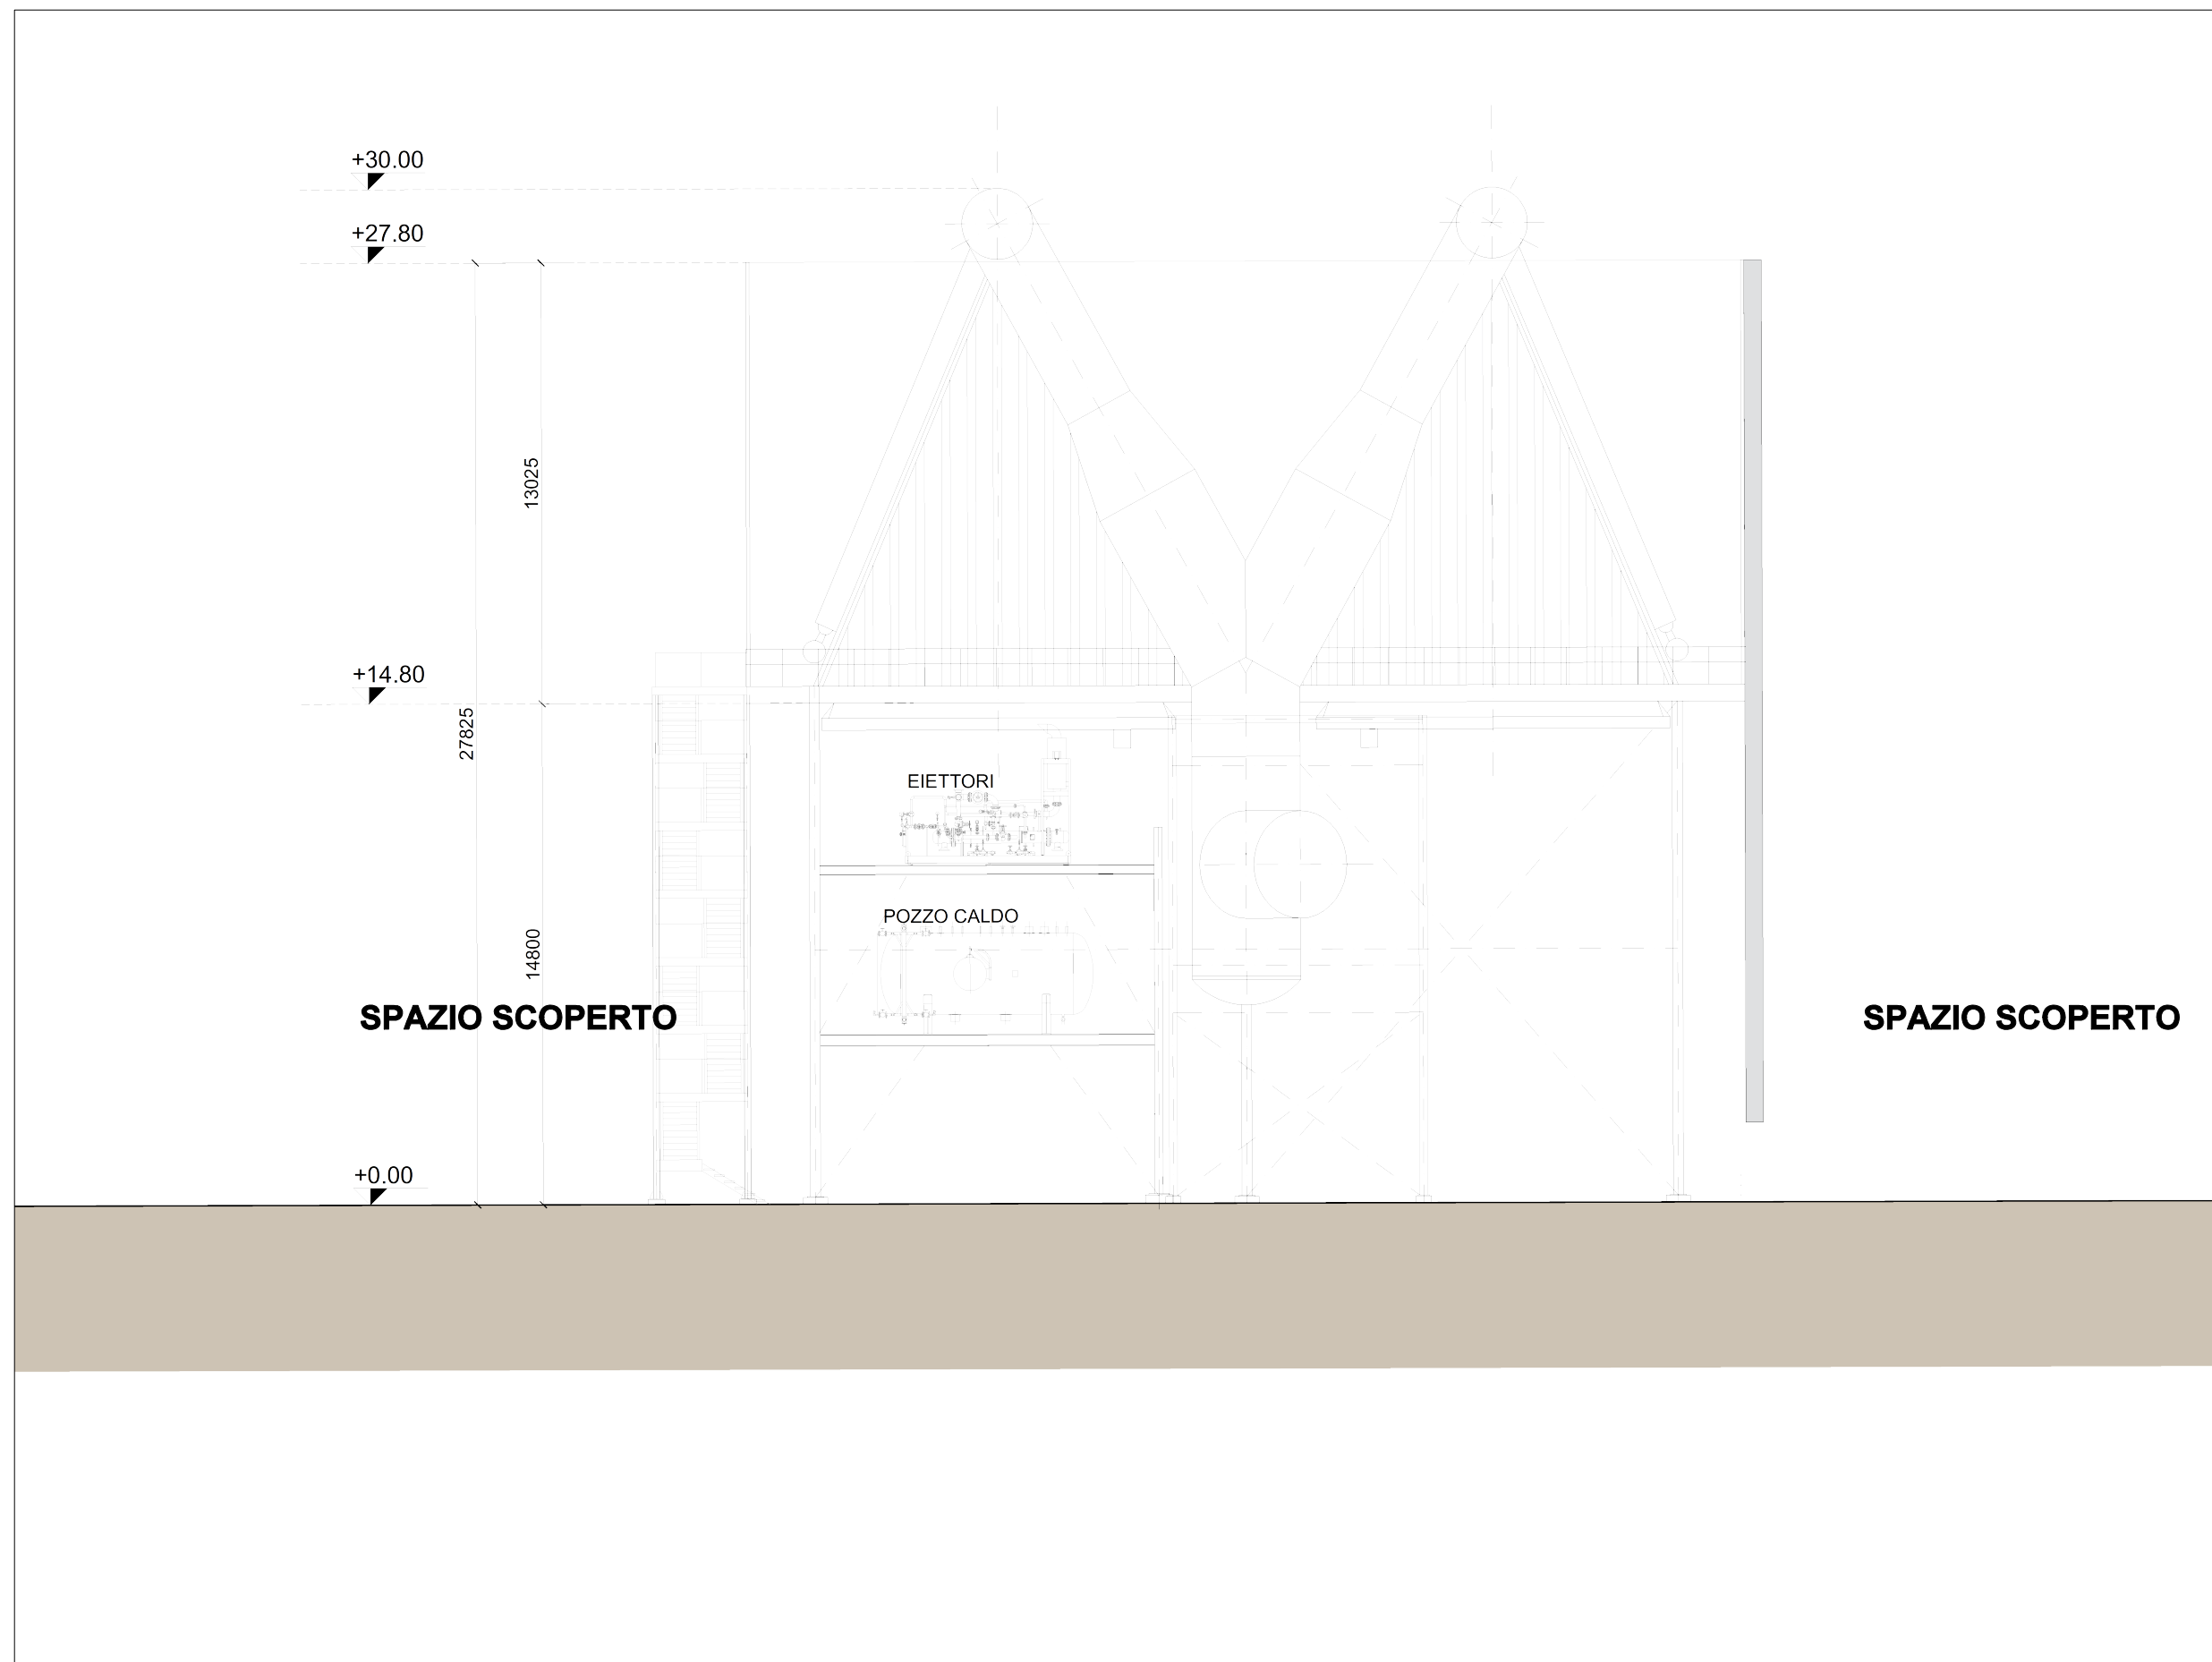 +30.00
+27.80
13025
+14.80
27825
EIETTORI
POZZO CALDO
14800
SPAZIO SCOPERTO
SPAZIO SCOPERTO
+0.00